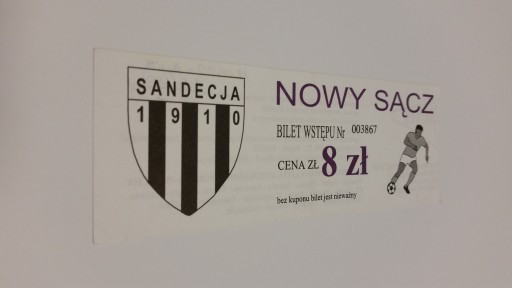 SANDECJA
1910
NOWY SĄCZ
BILET WSTĘPU Nr 003867
CENA ZŁ 8 zł
bez kuponu bilet jest nieważny